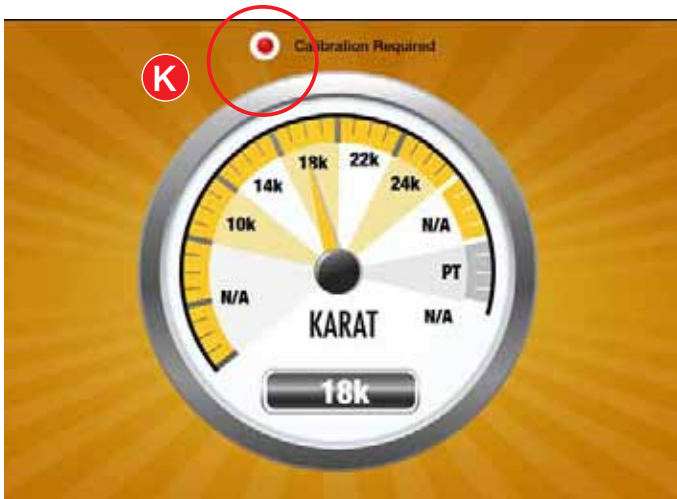 Calibration Required
K
18k
22k
14k
24k
10k
N/A
PT
N/A
N/A
KARAT
18k